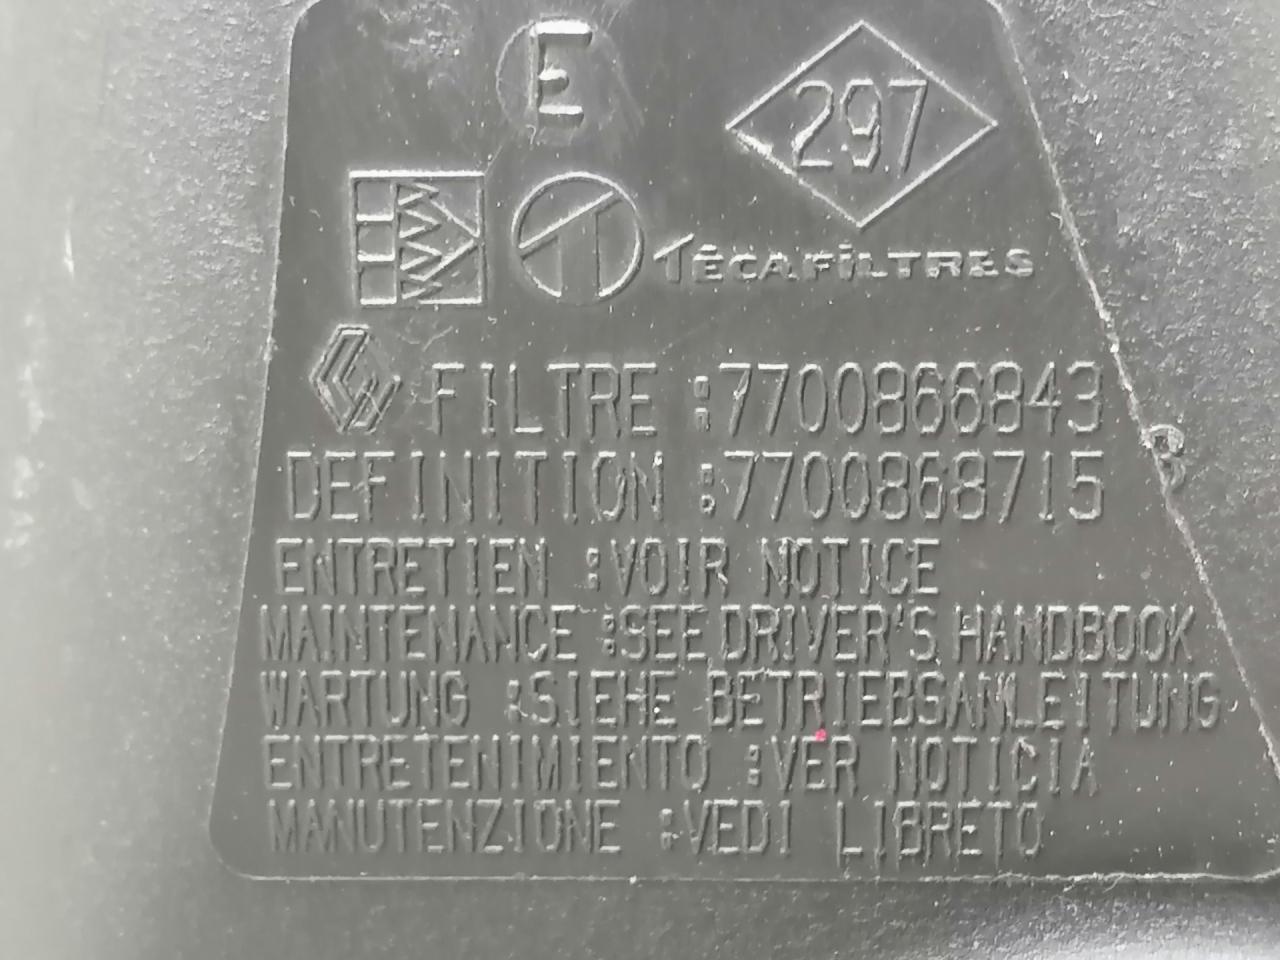 E
297
TÉCAFILTRES
FILTRE :7700866843
DEFINITION :7700868715
ENTRETIEN :VOIR NOTICE
MAINTENANCE :SEE DRIVER'S HANDBOOK
WARTUNG :SIEHE BETRIEBSANLEITUNG
ENTRETENIMIENTO :VER NOTICIA
MANUTENZIONE :VEDI LIBRETO